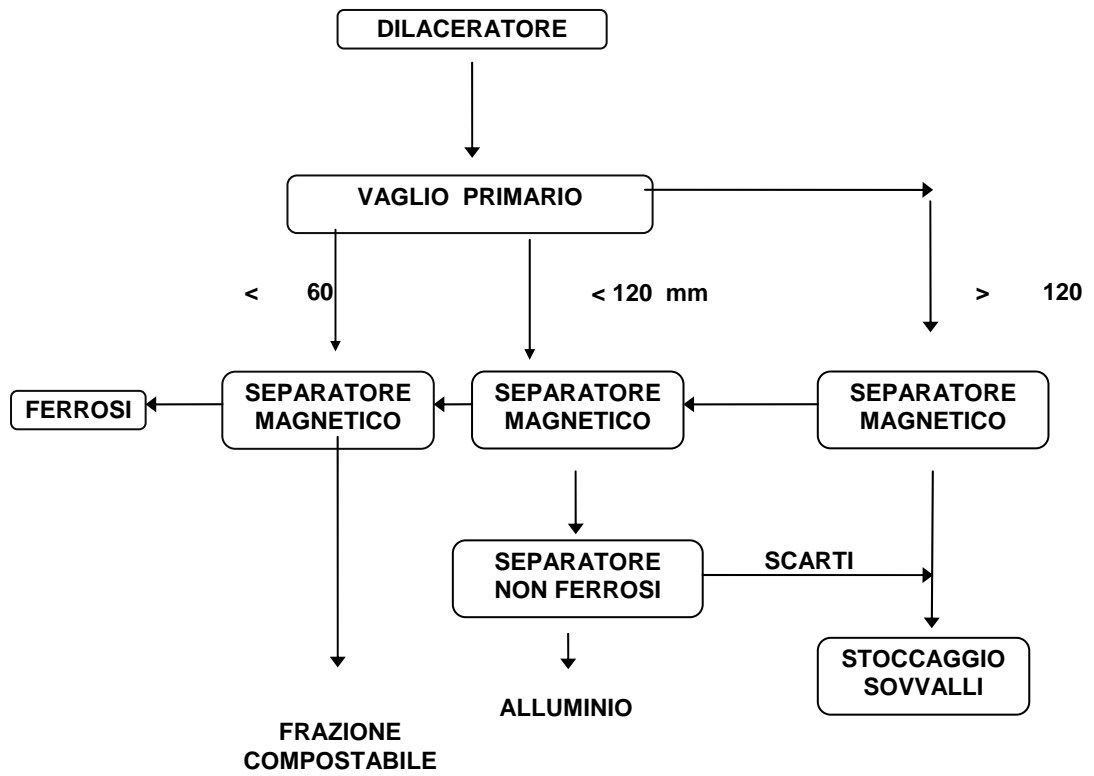 DILACERATORE
VAGLIO PRIMARIO
< 60
< 120 mm
> 120
FERROSI
SEPARATORE
MAGNETICO
SEPARATORE
MAGNETICO
SEPARATORE
MAGNETICO
SEPARATORE
NON FERROSI
SCARTI
STOCCAGGIO
SOVVALLI
ALLUMINIO
FRAZIONE
COMPOSTABILE